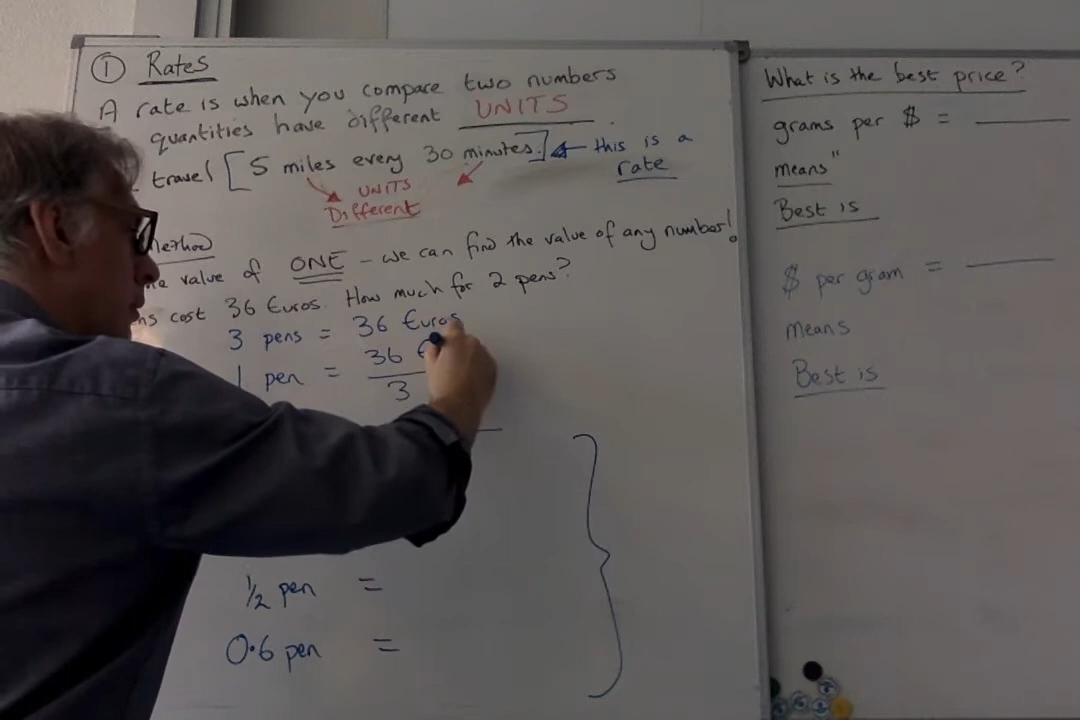 ① Rates
A rate is when you compare two numbers
quantities have different UNITS.
travel [5 miles every 30 minutes.] ← this is a rate
UNITS
Different
value of ONE – we can find the value of any number!
cost 36 Euros. How much for 2 pens?
3 pens = 36 Euros
1 pen = 36
3
1/2 pen =
0.6 pen =
What is the best price?
grams per $ = ____
means"
Best is
$ per gram = ____
means
Best is